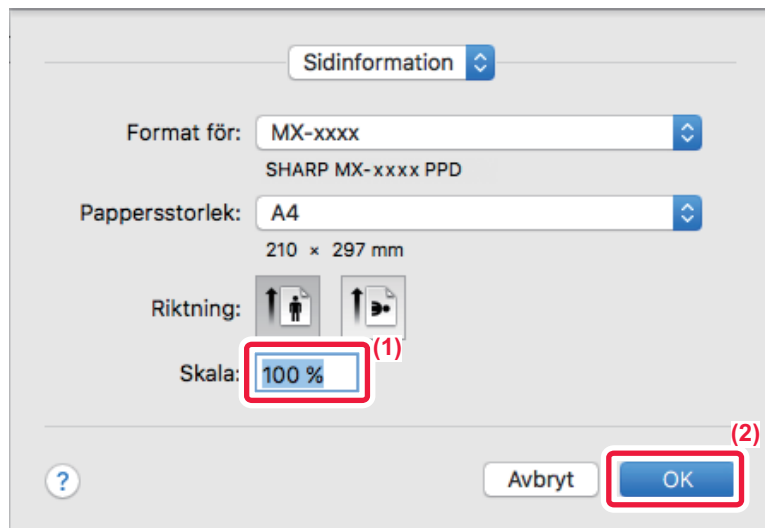 Sidinformation
Format för: MX-xxxx
SHARP MX-xxxx PPD
Pappersstorlek: A4
210 × 297 mm
Riktning:
(1)
Skala: 100 %
(2)
? Avbryt OK